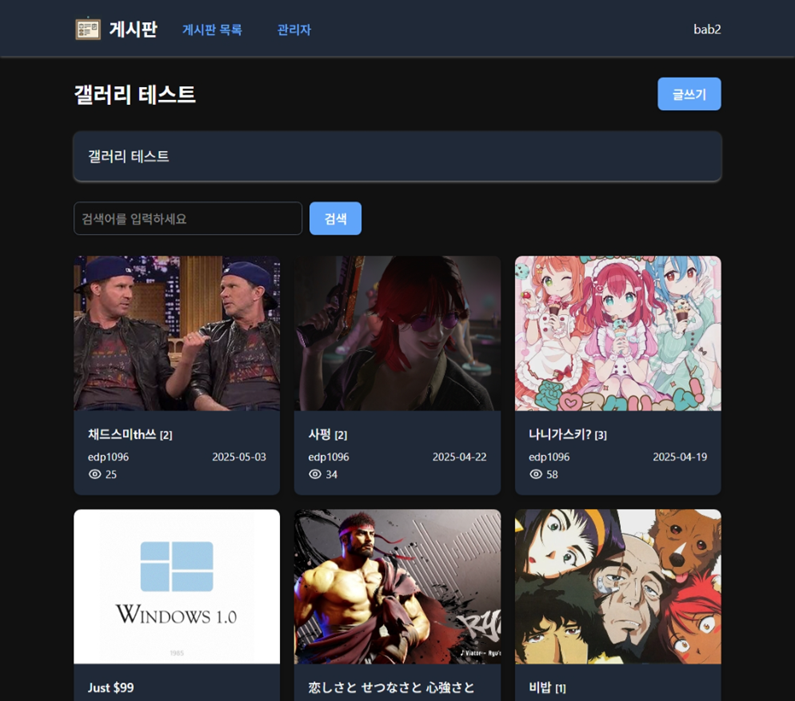 게시판 게시판 목록 관리자 bab2
갤러리 테스트 글쓰기
갤러리 테스트
검색어를 입력하세요 검색
채드스미th쓰 [2]
edp1096 2025-05-03
25
사펑 [2]
edp1096 2025-04-22
34
나니가스키? [3]
edp1096 2025-04-19
58
WINDOWS 1.0
1985
Just $99
RY
恋しさと せつなさと 心強さと
비밥 [1]